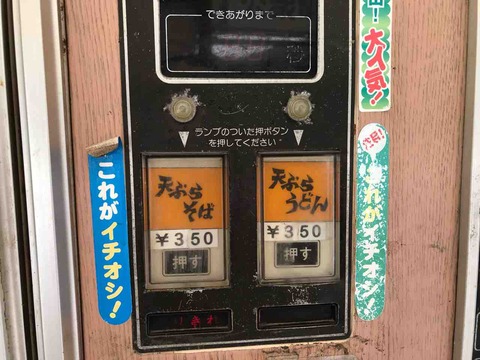 できあがりまで
大人気!
ランプのついた押ボタン
を押してください
これがイチオシ!
天ぷら
そば
¥350
押す
天ぷら
うどん
¥350
押す
注目!
これがイチオシ!